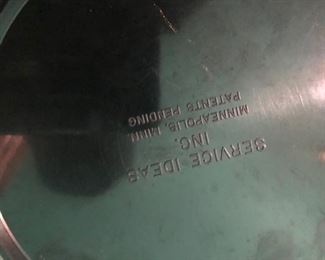 SERVICE IDEAS
INC.
MINNEAPOLIS, MINN.
PATENTS PENDING